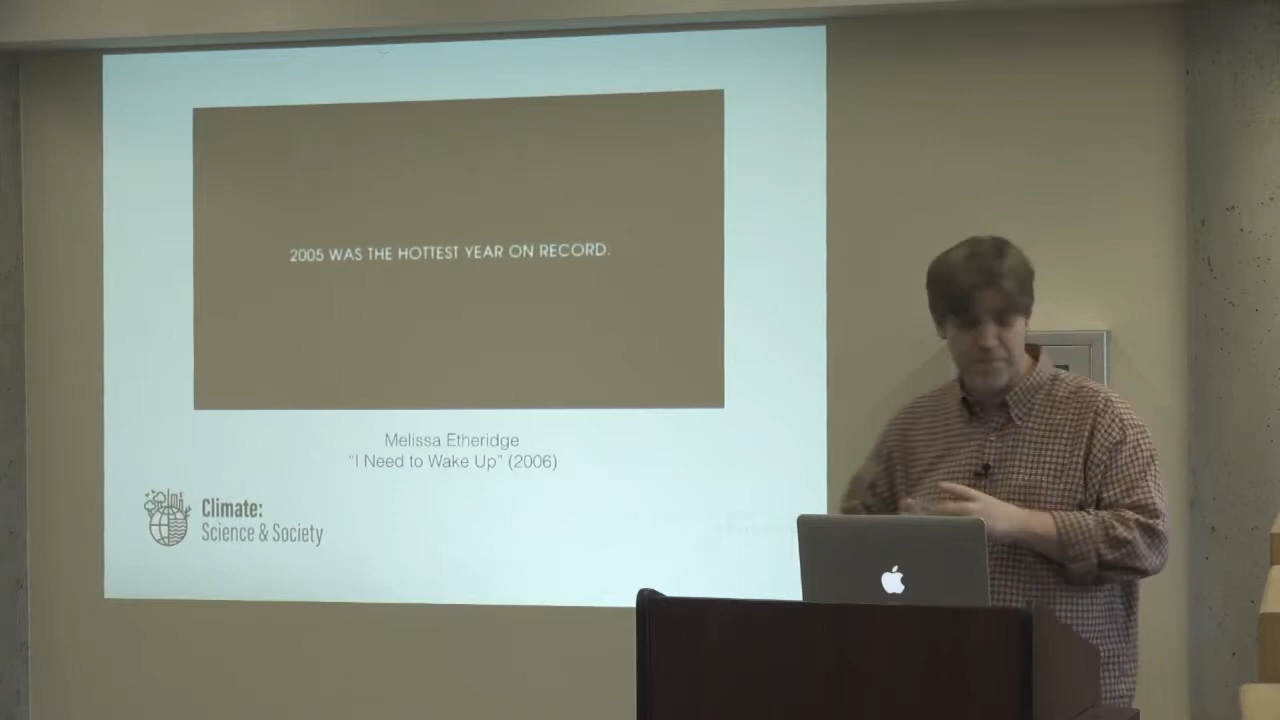 2005 WAS THE HOTTEST YEAR ON RECORD.
Melissa Etheridge
“I Need to Wake Up” (2006)
Climate:
Science & Society